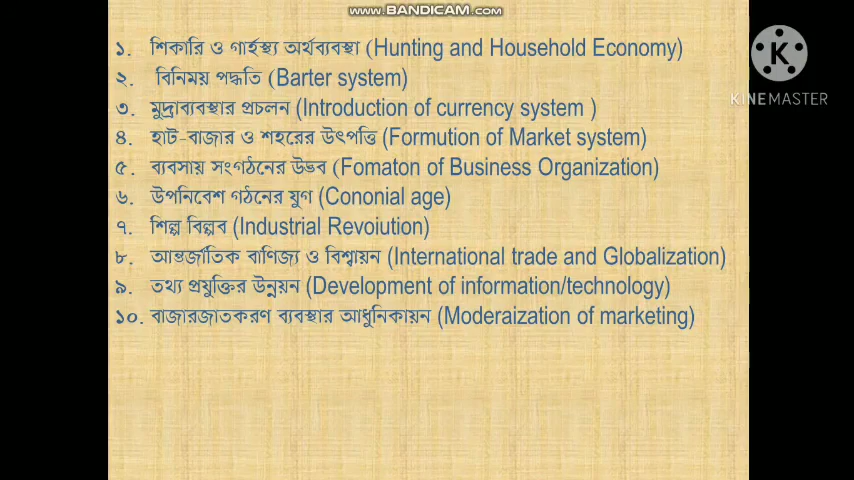 www.BANDICAM.com
১. শিকারি ও গার্হস্থ্য অর্থব্যবস্থা (Hunting and Household Economy)
২. বিনিময় পদ্ধতি (Barter system)
৩. মুদ্রাব্যবস্থার প্রচলন (Introduction of currency system )
৪. হাট-বাজার ও শহরের উৎপত্তি (Formution of Market system)
৫. ব্যবসায় সংগঠনের উদ্ভব (Fomaton of Business Organization)
৬. উপনিবেশ গঠনের যুগ (Cononial age)
৭. শিল্প বিল্পব (Industrial Revoiution)
৮. আন্তর্জাতিক বাণিজ্য ও বিশ্বায়ন (International trade and Globalization)
৯. তথ্য প্রযুক্তির উন্নয়ন (Development of information/technology)
১০. বাজারজাতকরণ ব্যবস্থার আধুনিকায়ন (Moderaization of marketing)
K
KINEMASTER